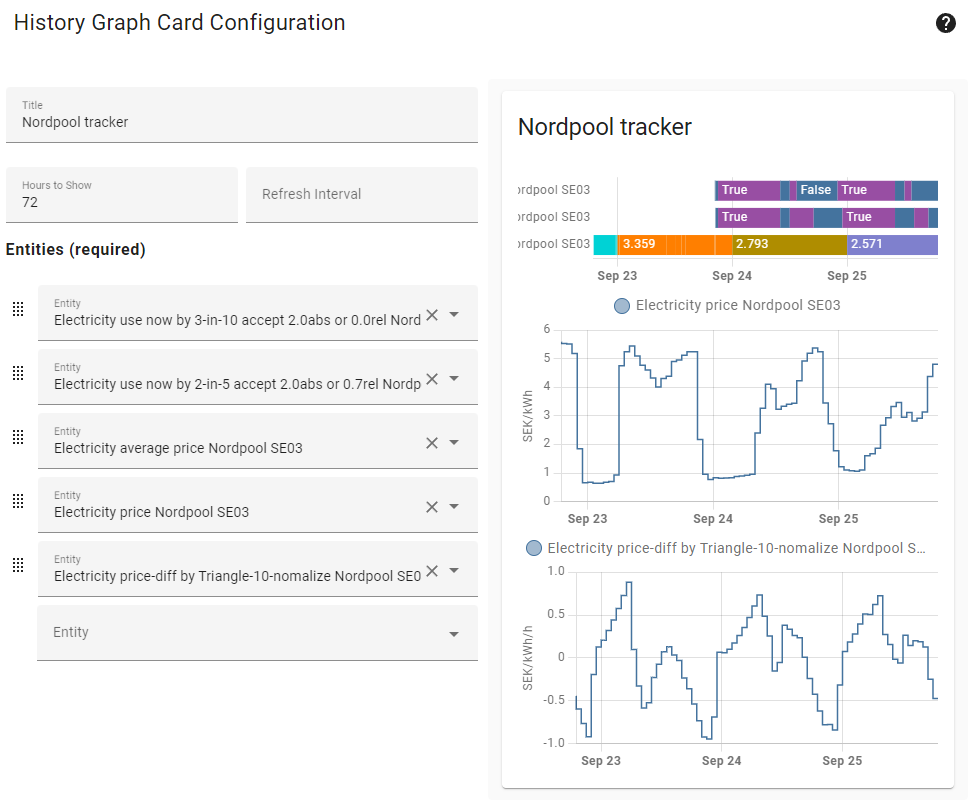 History Graph Card Configuration
?
Title
Nordpool tracker
Hours to Show
72
Refresh Interval
Entities (required)
Entity
Electricity use now by 3-in-10 accept 2.0abs or 0.0rel Nord
Entity
Electricity use now by 2-in-5 accept 2.0abs or 0.7rel Nordp
Entity
Electricity average price Nordpool SE03
Entity
Electricity price Nordpool SE03
Entity
Electricity price-diff by Triangle-10-nomalize Nordpool SE0
Entity
Nordpool tracker
ordpool SE03 True False True
ordpool SE03 True True
ordpool SE03 3.359 2.793 2.571
Sep 23 Sep 24 Sep 25
Electricity price Nordpool SE03
6
5
4
3
2
1
0
SEK/kWh
Sep 23 Sep 24 Sep 25
Electricity price-diff by Triangle-10-nomalize Nordpool S...
1.0
0.5
0
-0.5
-1.0
SEK/kWh/h
Sep 23 Sep 24 Sep 25